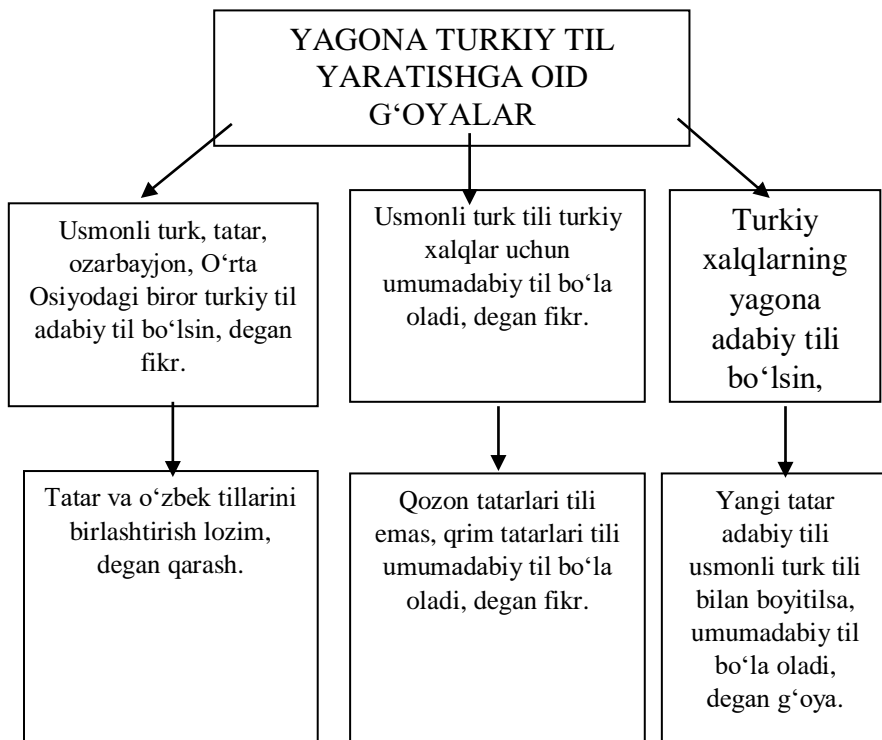 YAGONA TURKIY TIL
YARATISHGA OID
G‘OYALAR
Usmonli turk, tatar,
ozarbayjon, O‘rta
Osiyodagi biror turkiy til
adabiy til bo‘lsin, degan
fikr.
Usmonli turk tili turkiy
xalqlar uchun
umumadabiy til bo‘la
oladi, degan fikr.
Turkiy
xalqlarning
yagona
adabiy tili
bo‘lsin,
Tatar va o‘zbek tillarini
birlashtirish lozim,
degan qarash.
Qozon tatarlari tili
emas, qrim tatarlari tili
umumadabiy til bo‘la
oladi, degan fikr.
Yangi tatar
adabiy tili
usmonli turk tili
bilan boyitilsa,
umumadabiy til
bo‘la oladi,
degan g‘oya.